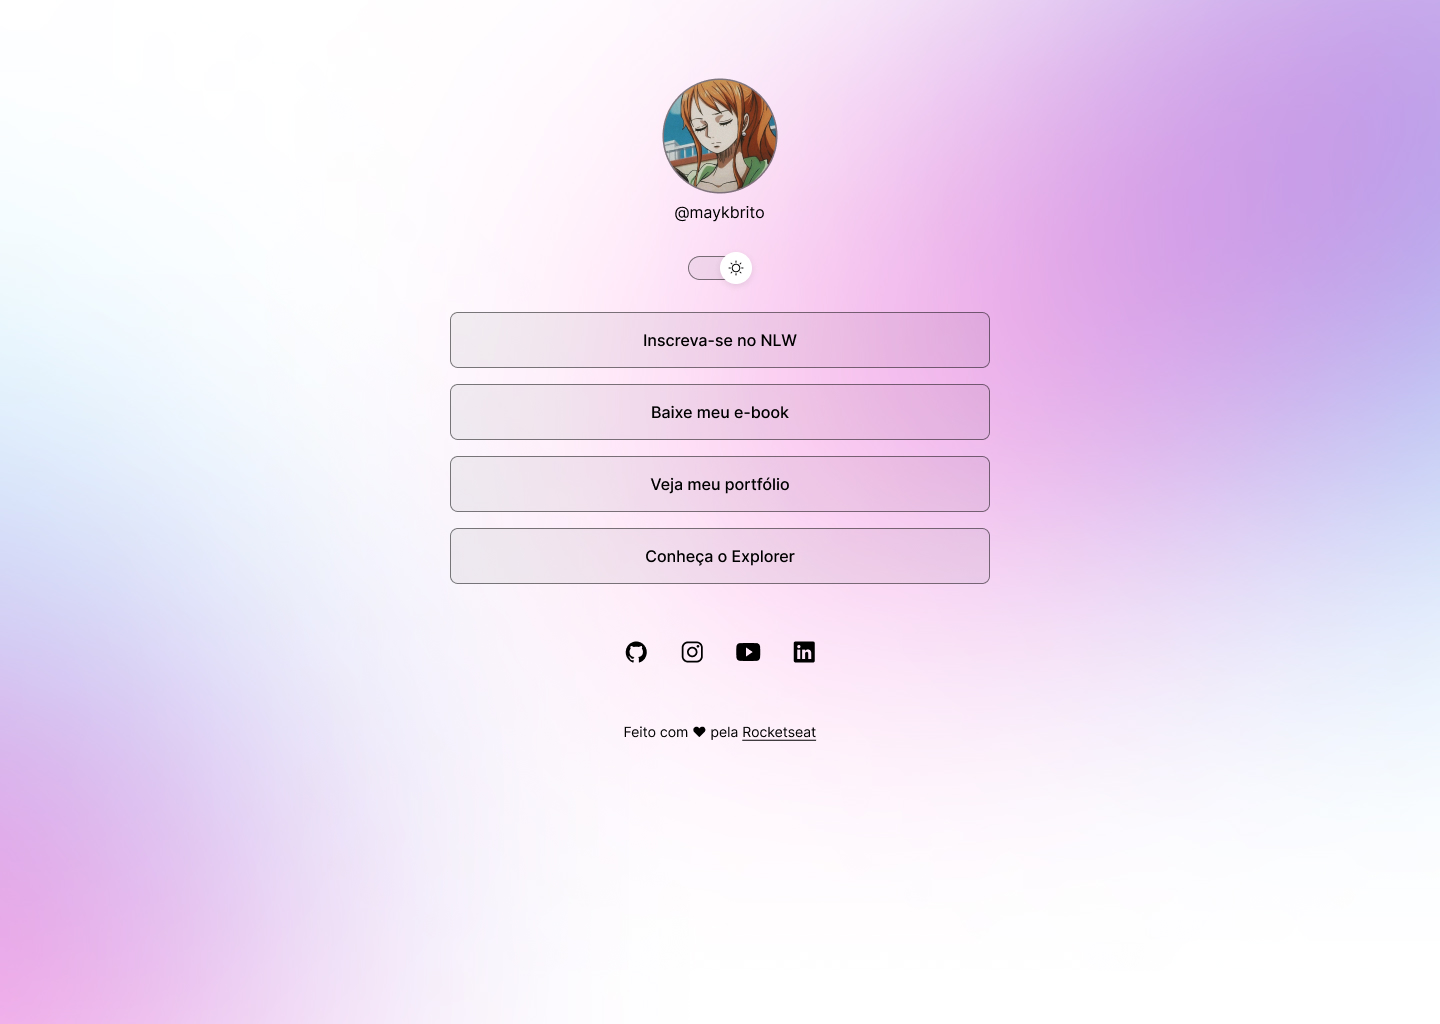 @maykbrito
Inscreva-se no NLW
Baixe meu e-book
Veja meu portfólio
Conheça o Explorer
Feito com ♥ pela Rocketseat